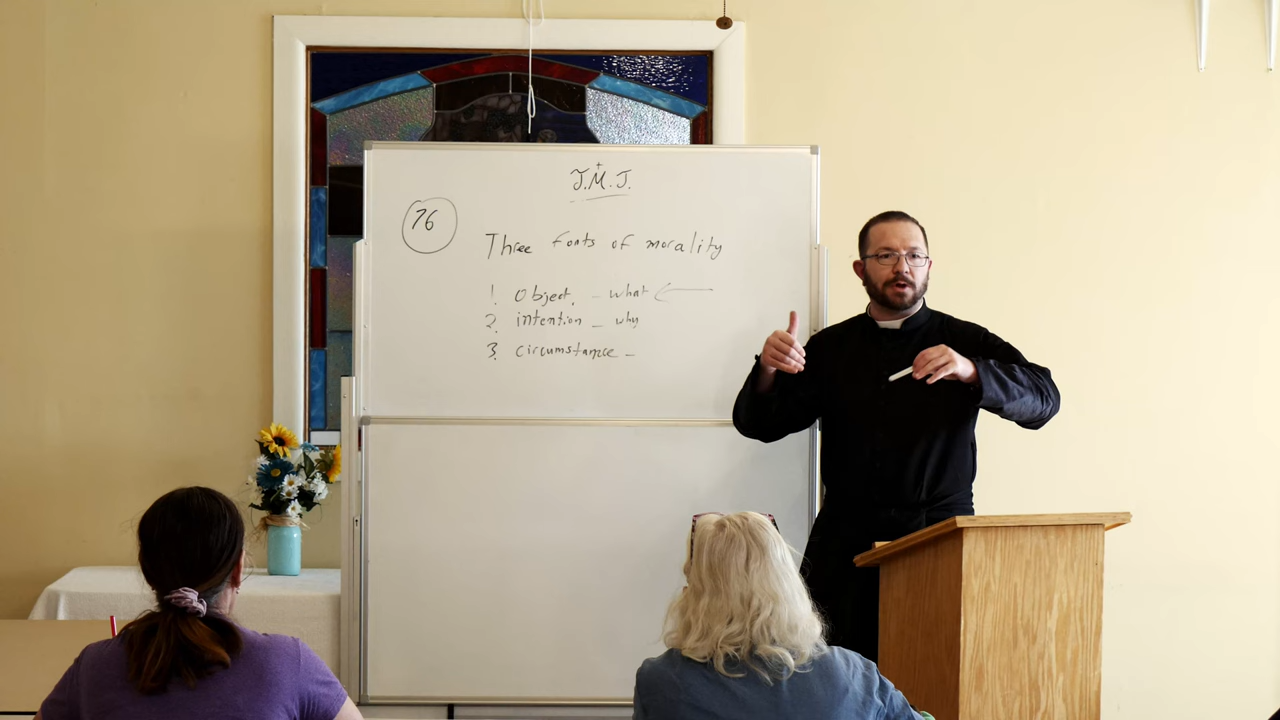 J.M.J.
76
Three fonts of morality
1. Object. - what ←
2. intention - why
3. circumstance -